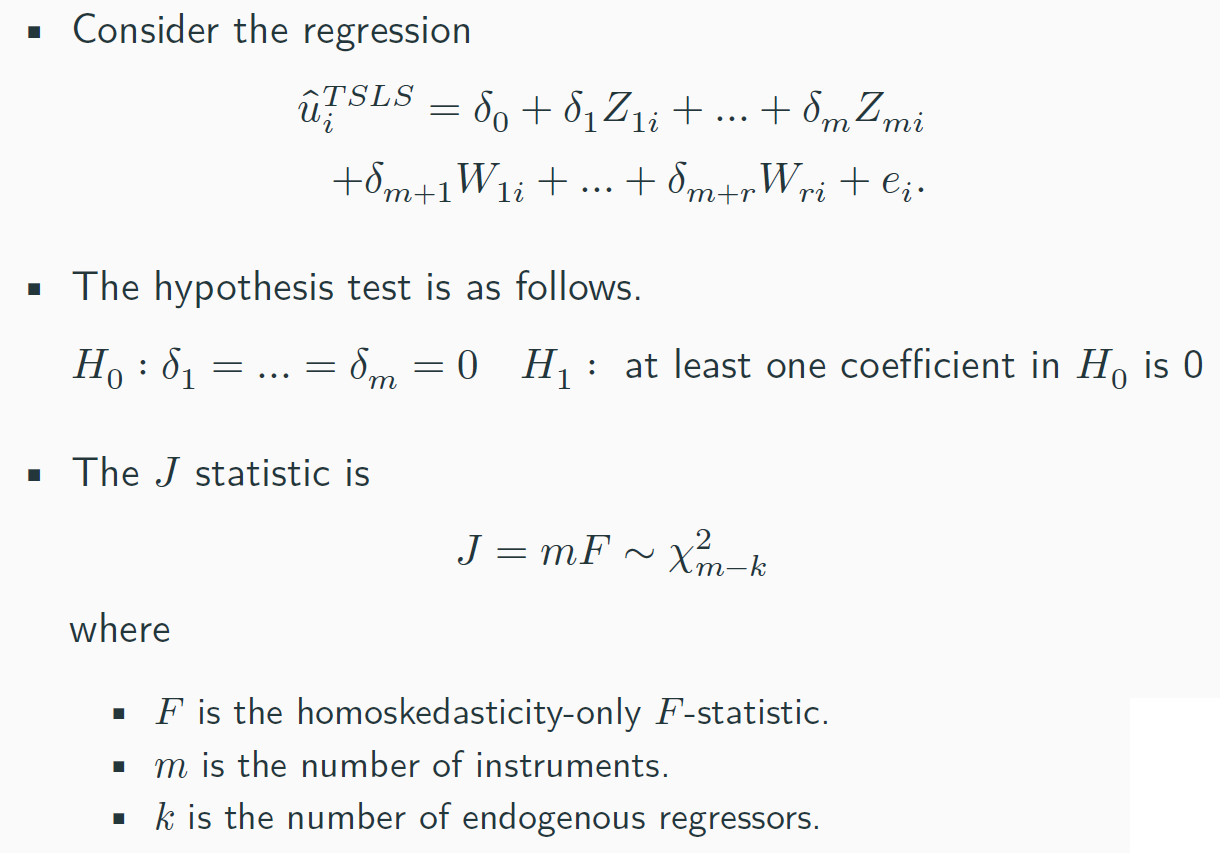 ▪ Consider the regression
$\hat{u}_i^{TSLS} = \delta_0 + \delta_1 Z_{1i} + ... + \delta_m Z_{mi}$
$+ \delta_{m+1} W_{1i} + ... + \delta_{m+r} W_{ri} + e_i.$
▪ The hypothesis test is as follows.
$H_0 : \delta_1 = ... = \delta_m = 0 \quad H_1 :$ at least one coefficient in $H_0$ is 0
▪ The $J$ statistic is
$J = mF \sim \chi^2_{m-k}$
where
▪ $F$ is the homoskedasticity-only $F$-statistic.
▪ $m$ is the number of instruments.
▪ $k$ is the number of endogenous regressors.